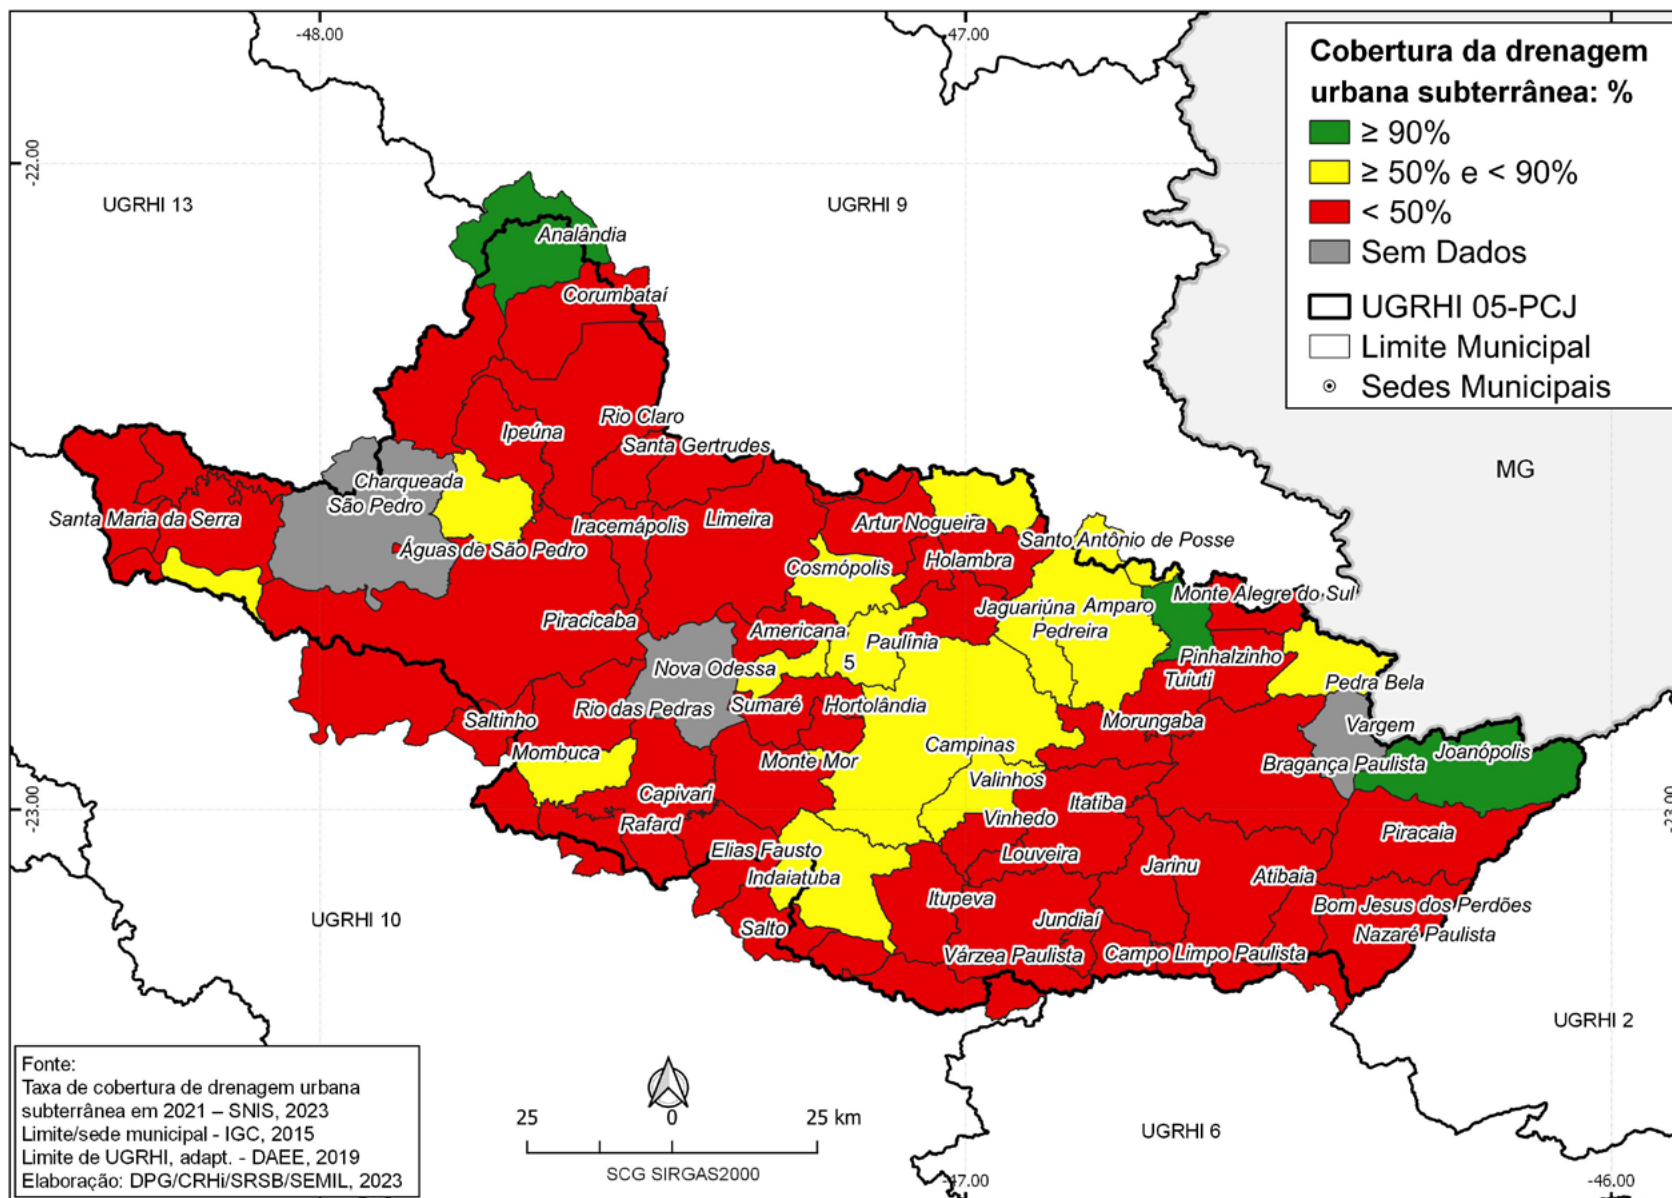 -48.00
-47.00
Cobertura da drenagem
urbana subterrânea: %
≥ 90%
≥ 50% e < 90%
< 50%
Sem Dados
UGRHI 05-PCJ
Limite Municipal
Sedes Municipais
-22.00
UGRHI 13
UGRHI 9
Analândia
Corumbataí
Rio Claro
Ipeúna
Santa Gertrudes
MG
Charqueada
São Pedro
Santa Maria da Serra
Iracemápolis
Limeira
Artur Nogueira
Santo Antônio de Posse
Águas de São Pedro
Holambra
Cosmópolis
Monte Alegre do Sul
Jaguariúna
Amparo
Piracicaba
Americana
Pedreira
Paulínia
Pinhalzinho
5
Nova Odessa
Tuiuti
Pedra Bela
Rio das Pedras
Sumaré
Hortolândia
Saltinho
Morungaba
Vargem
Mombuca
Campinas
Joanópolis
Monte Mor
Bragança Paulista
Valinhos
Capivari
Itatiba
-23.00
-23.00
Rafard
Vinhedo
Piracaia
Elias Fausto
Louveira
Jarinu
Indaiatuba
Atibaia
Itupeva
Bom Jesus dos Perdões
UGRHI 10
Jundiaí
Salto
Nazaré Paulista
Várzea Paulista
Campo Limpo Paulista
UGRHI 2
Fonte:
Taxa de cobertura de drenagem urbana
subterrânea em 2021 – SNIS, 2023
Limite/sede municipal - IGC, 2015
Limite de UGRHI, adapt. - DAEE, 2019
Elaboração: DPG/CRHi/SRSB/SEMIL, 2023
25 0 25 km
SCG SIRGAS2000
UGRHI 6
-47.00
-46.00